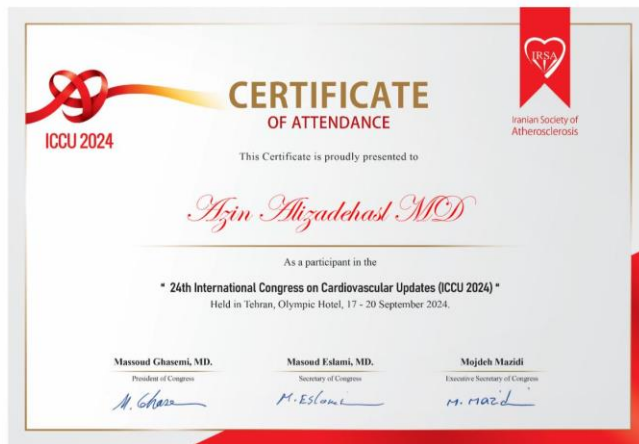 IRSA
ICCU 2024
CERTIFICATE
OF ATTENDANCE
Iranian Society of
Atherosclerosis
This Certificate is proudly presented to
Azin Alizadehasl MD
As a participant in the
" 24th International Congress on Cardiovascular Updates (ICCU 2024) "
Held in Tehran, Olympic Hotel, 17 - 20 September 2024.
Massoud Ghasemi, MD. Masoud Eslami, MD. Mojdeh Mazidi
President of Congress Secretary of Congress Executive Secretary of Congress
M. Eslami M. Mazid